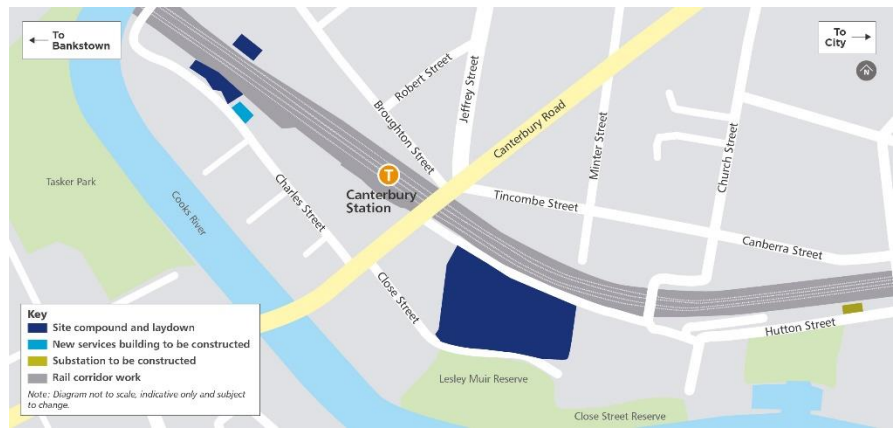 To
Bankstown
To
City
N
Robert Street
Jeffrey Street
Broughton Street
Canterbury Road
Minter Street
Church Street
T
Canterbury
Station
Tasker Park
Cooks River
Charles Street
Tincombe Street
Canberra Street
Close Street
Hutton Street
Lesley Muir Reserve
Close Street Reserve
Key
Site compound and laydown
New services building to be constructed
Substation to be constructed
Rail corridor work
Note: Diagram not to scale, indicative only and subject
to change.